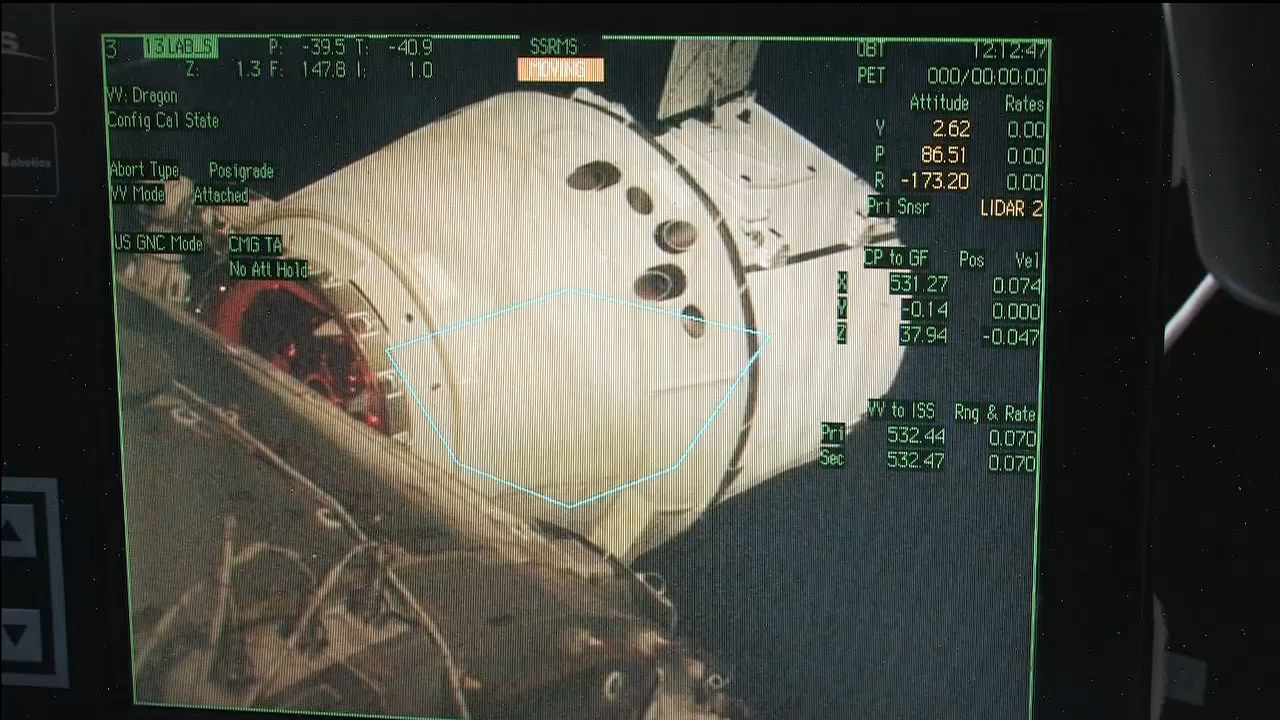 3 13 LAB_S P: -39.5 T: -40.9
Z: 1.3 F: 147.8 I: 1.0
SSRMS
MOVING
GMT 12:12:47
PET 000/00:00:00
VV: Dragon
Config Cal State
Abort Type Posigrade
VV Mode Attached
US GNC Mode CMG TA
No Att Hold
Attitude Rates
Y 2.62 0.00
P 86.51 0.00
R -173.20 0.00
Pri Snsr LIDAR 2
CP to GF Pos Vel
X 531.27 0.074
Y -0.14 0.000
Z 37.94 -0.047
VV to ISS Rng & Rate
Pri 532.44 0.070
Sec 532.47 0.070